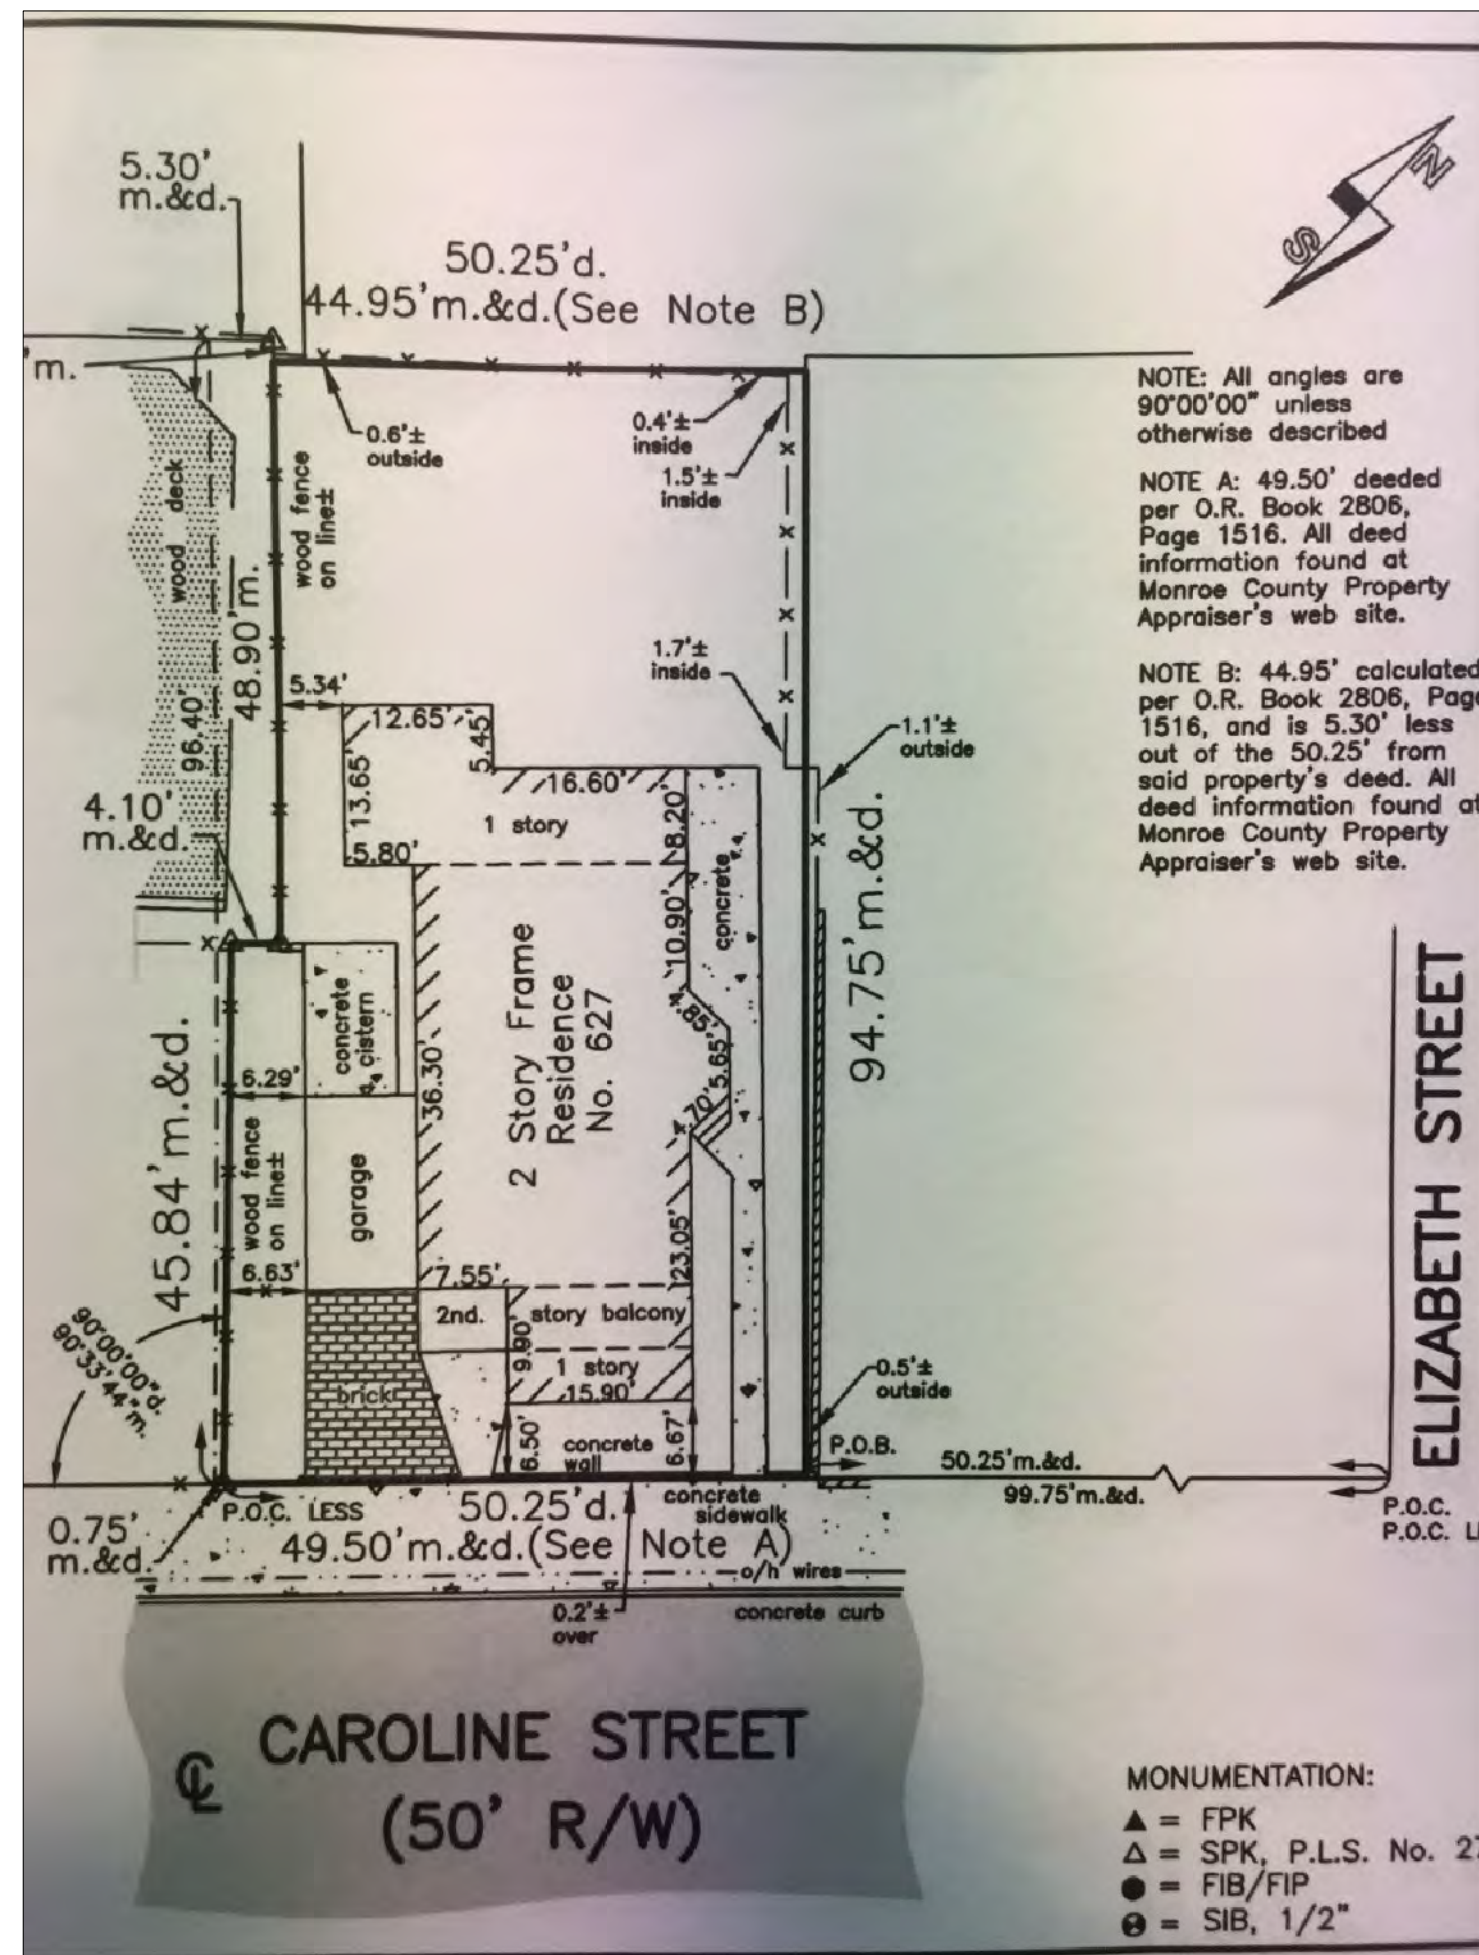 5.30'
m.&d.
50.25'd.
44.95'm.&d.(See Note B)
N
S
'm.
0.6'±
outside
0.4'±
inside
1.5'±
inside
wood deck
wood fence
on line±
NOTE: All angles are
90°00'00" unless
otherwise described
NOTE A: 49.50' deeded
per O.R. Book 2806,
Page 1516. All deed
information found at
Monroe County Property
Appraiser's web site.
NOTE B: 44.95' calculated
per O.R. Book 2806, Page
1516, and is 5.30' less
out of the 50.25' from
said property's deed. All
deed information found at
Monroe County Property
Appraiser's web site.
48.90'm.
96.40'
1.7'±
inside
5.34'
12.65'
5.45'
13.65'
16.60'
1.1'±
outside
4.10'
m.&d.
1 story
8.20'
5.80'
concrete
10.90'
94.75'm.&d.
2 Story Frame
Residence
No. 627
concrete
cistern
4.85'
5.65'
36.30'
6.29'
45.84'm.&d.
wood fence
on line±
garage
23.05'
6.63'
7.55'
2nd. story balcony
9.90'
1 story
15.90'
brick
90°00'00"d.
90°33'44"m.
0.5'±
outside
6.50'
concrete
wall
6.67'
P.O.B.
50.25'm.&d.
99.75'm.&d.
ELIZABETH STREET
P.O.C.
P.O.C. L
P.O.C. LESS
50.25'd.
concrete
sidewalk
0.75'
m.&d.
49.50'm.&d.(See Note A)
o/h wires
0.2'±
over
concrete curb
CAROLINE STREET
(50' R/W)
MONUMENTATION:
▲ = FPK
△ = SPK, P.L.S. No. 27
● = FIB/FIP
= SIB, 1/2"